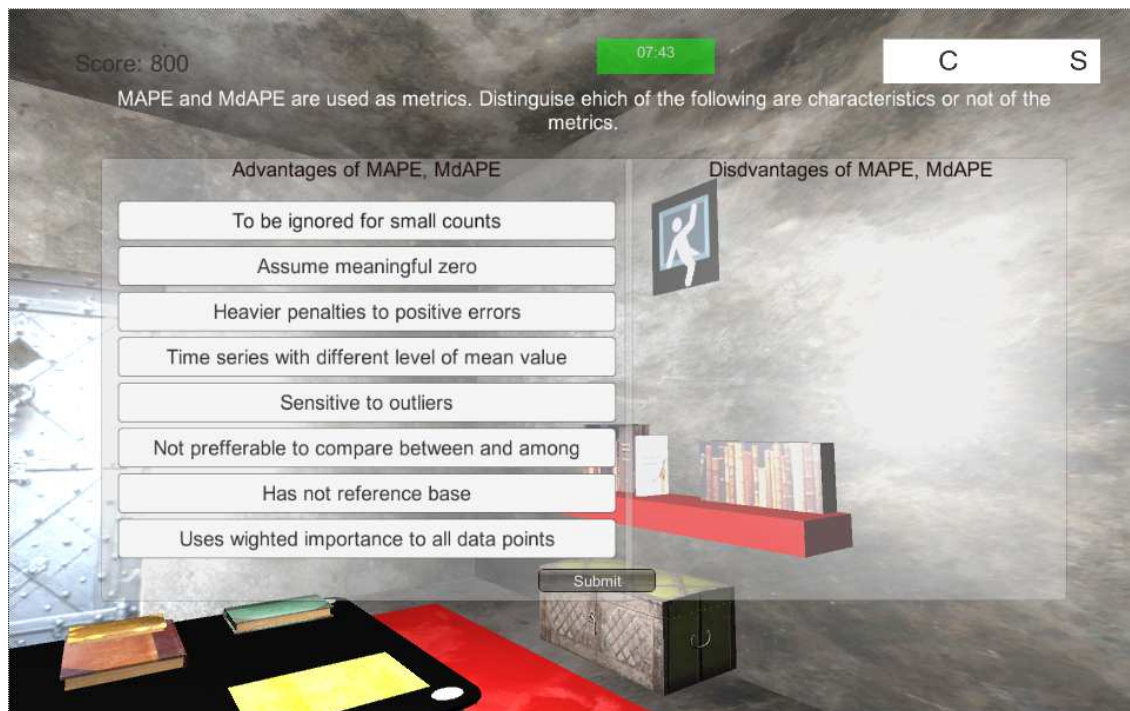 Score: 800
07:43
C S
MAPE and MdAPE are used as metrics. Distinguise ehich of the following are characteristics or not of the
metrics.
Advantages of MAPE, MdAPE
Disdvantages of MAPE, MdAPE
To be ignored for small counts
Assume meaningful zero
Heavier penalties to positive errors
Time series with different level of mean value
Sensitive to outliers
Not prefferable to compare between and among
Has not reference base
Uses wighted importance to all data points
Submit